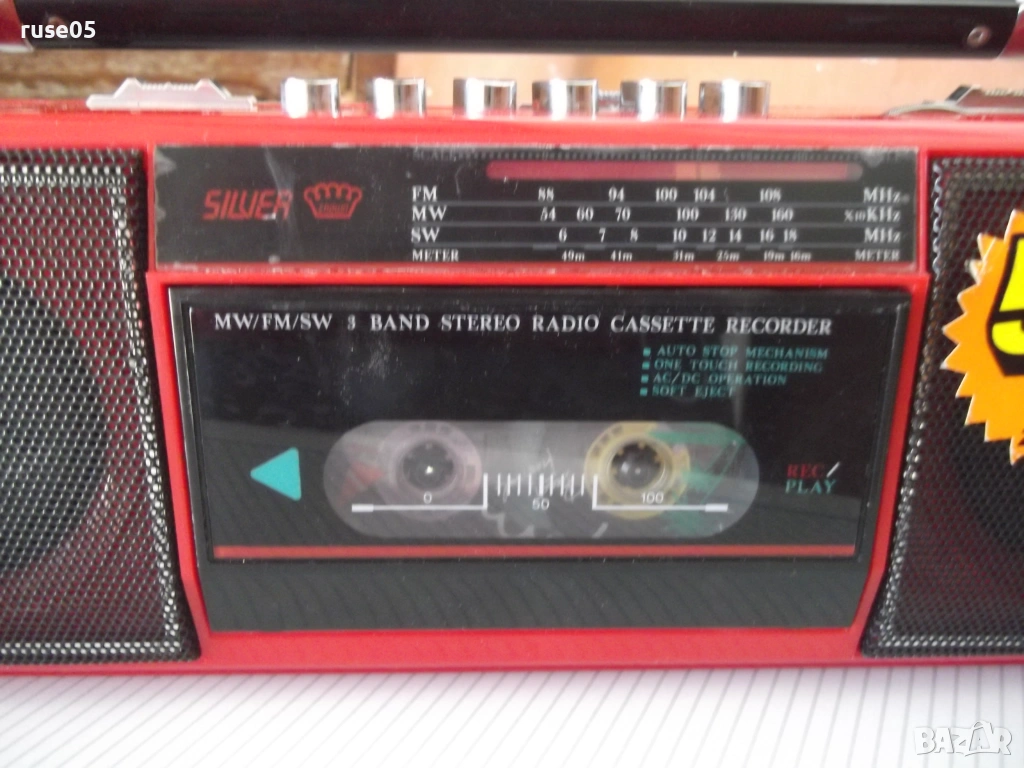 ruse05
SILVER
FM 88 94 100 104 108 MHz
MW 54 60 70 100 130 160 X10KHz
SW 6 7 8 10 12 14 16 18 MHz
METER 49m 41m 31m 25m 19m 16m METER
MW/FM/SW 3 BAND STEREO RADIO CASSETTE RECORDER
AUTO STOP MECHANISM
ONE TOUCH RECORDING
AC/DC OPERATION
SOFT EJECT
REC/
PLAY
0 50 100
BAZAR